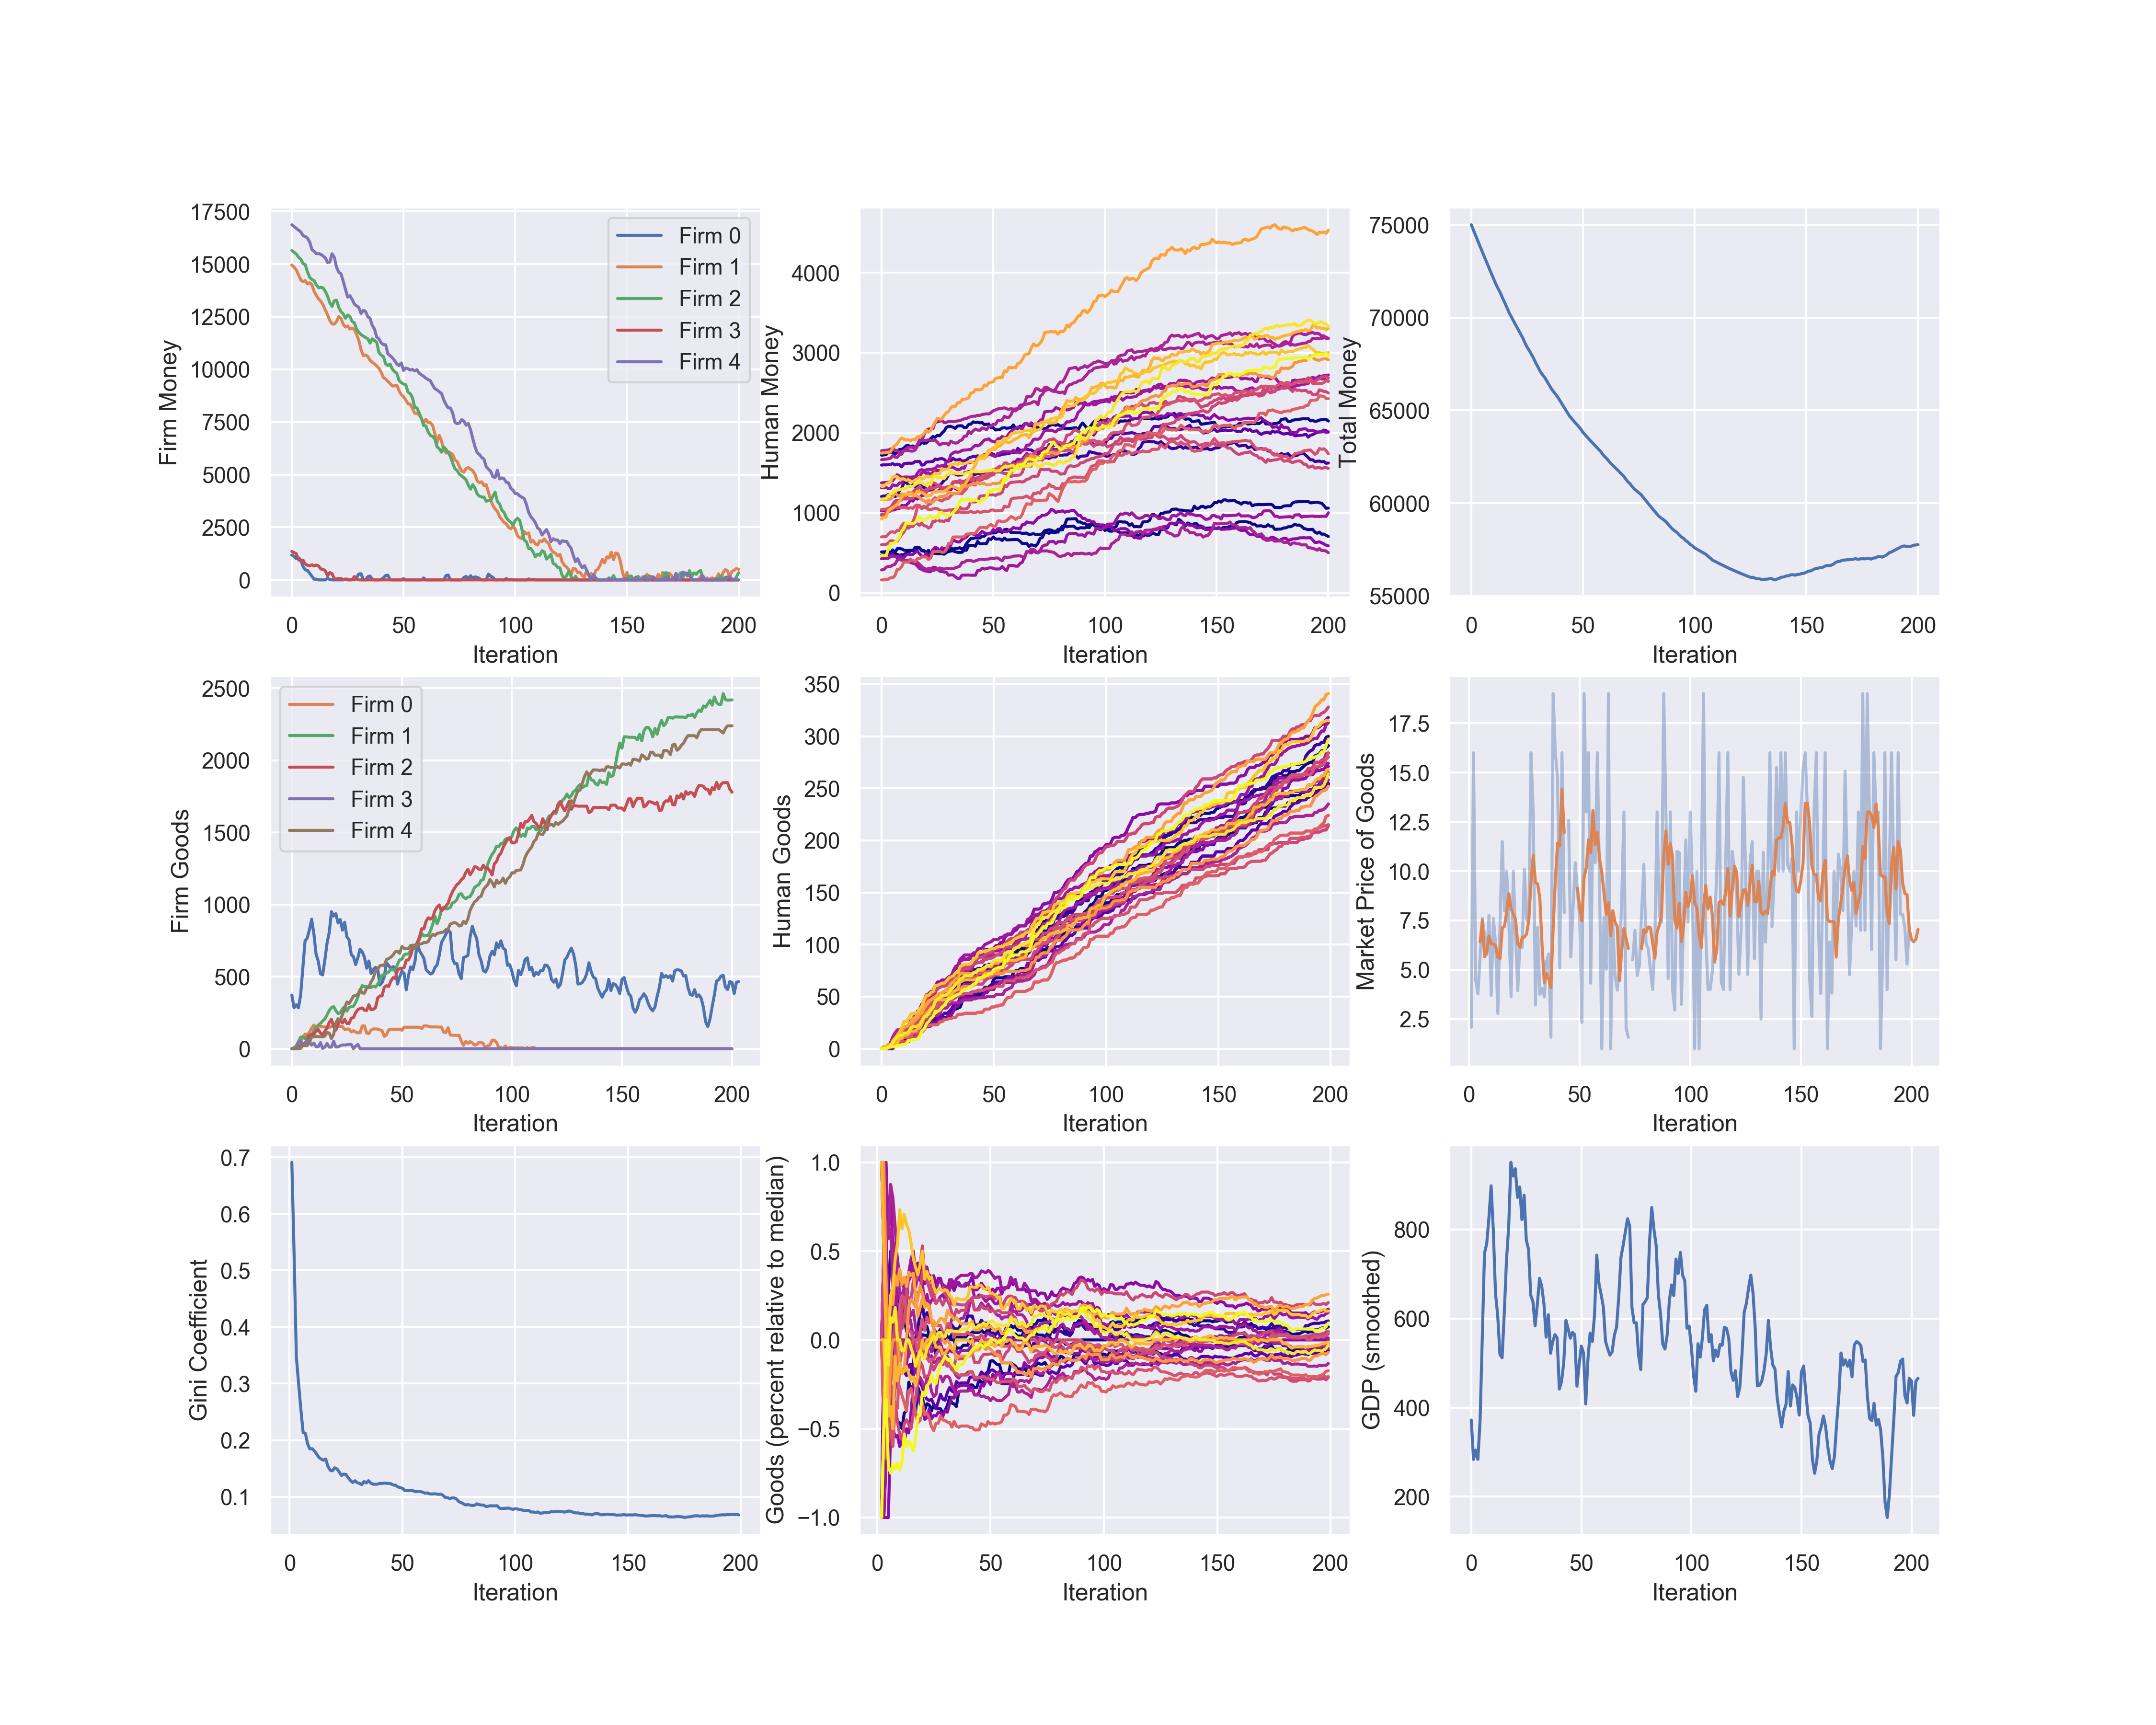 17500
15000
12500
10000
7500
5000
2500
0
Firm Money
Firm 0
Firm 1
Firm 2
Firm 3
Firm 4
0 50 100 150 200
Iteration
4000
3000
2000
1000
0
Human Money
0 50 100 150 200
Iteration
75000
70000
65000
60000
55000
Total Money
0 50 100 150 200
Iteration
2500
2000
1500
1000
500
0
Firm Goods
Firm 0
Firm 1
Firm 2
Firm 3
Firm 4
0 50 100 150 200
Iteration
350
300
250
200
150
100
50
0
Human Goods
0 50 100 150 200
Iteration
17.5
15.0
12.5
10.0
7.5
5.0
2.5
Market Price of Goods
0 50 100 150 200
Iteration
0.7
0.6
0.5
0.4
0.3
0.2
0.1
Gini Coefficient
0 50 100 150 200
Iteration
1.0
0.5
0.0
−0.5
−1.0
Goods (percent relative to median)
0 50 100 150 200
Iteration
800
600
400
200
GDP (smoothed)
0 50 100 150 200
Iteration